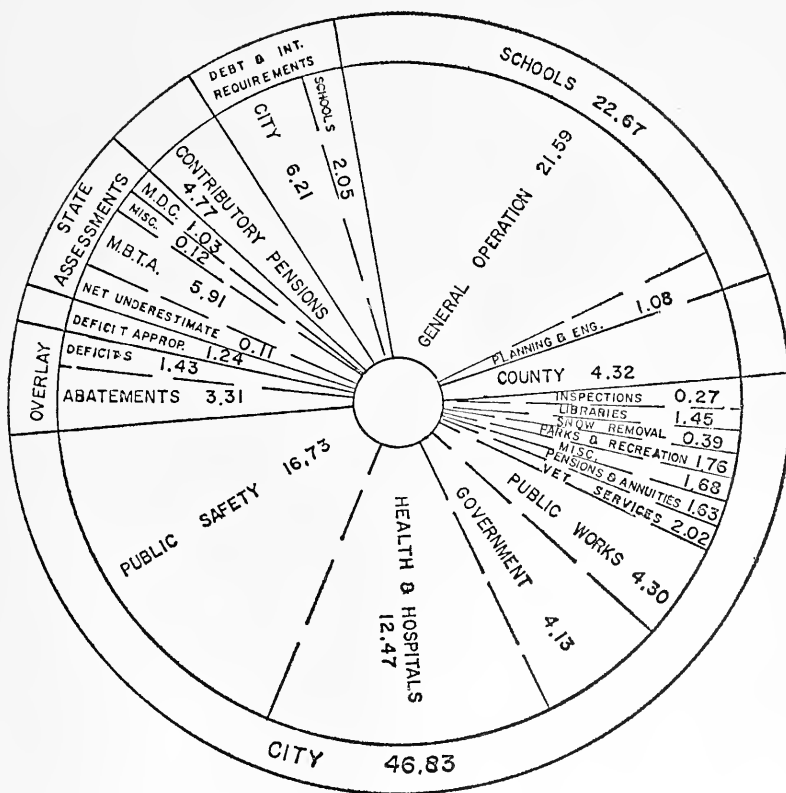 SCHOOLS 22.67
GENERAL OPERATION 21.59
PLANNING & ENG. 1.08
COUNTY 4.32
INSPECTIONS 0.27
LIBRARIES 1.45
SNOW REMOVAL 0.39
PARKS & RECREATION 1.76
MISC. 1.68
PENSIONS & ANNUITIES 1.63
VET. SERVICES 2.02
PUBLIC WORKS 4.30
GOVERNMENT 4.13
HEALTH & HOSPITALS
12.47
PUBLIC SAFETY 16.73
CITY 46.83
OVERLAY
ABATEMENTS 3.31
DEFICITS 1.43
DEFICIT APPROP. 1.24
NET UNDERESTIMATE 0.11
STATE
ASSESSMENTS
M.B.T.A. 5.91
MISC. 0.12
M.D.C. 1.03
CONTRIBUTORY PENSIONS
4.77
DEBT & INT.
REQUIREMENTS
CITY 6.21
SCHOOLS 2.05